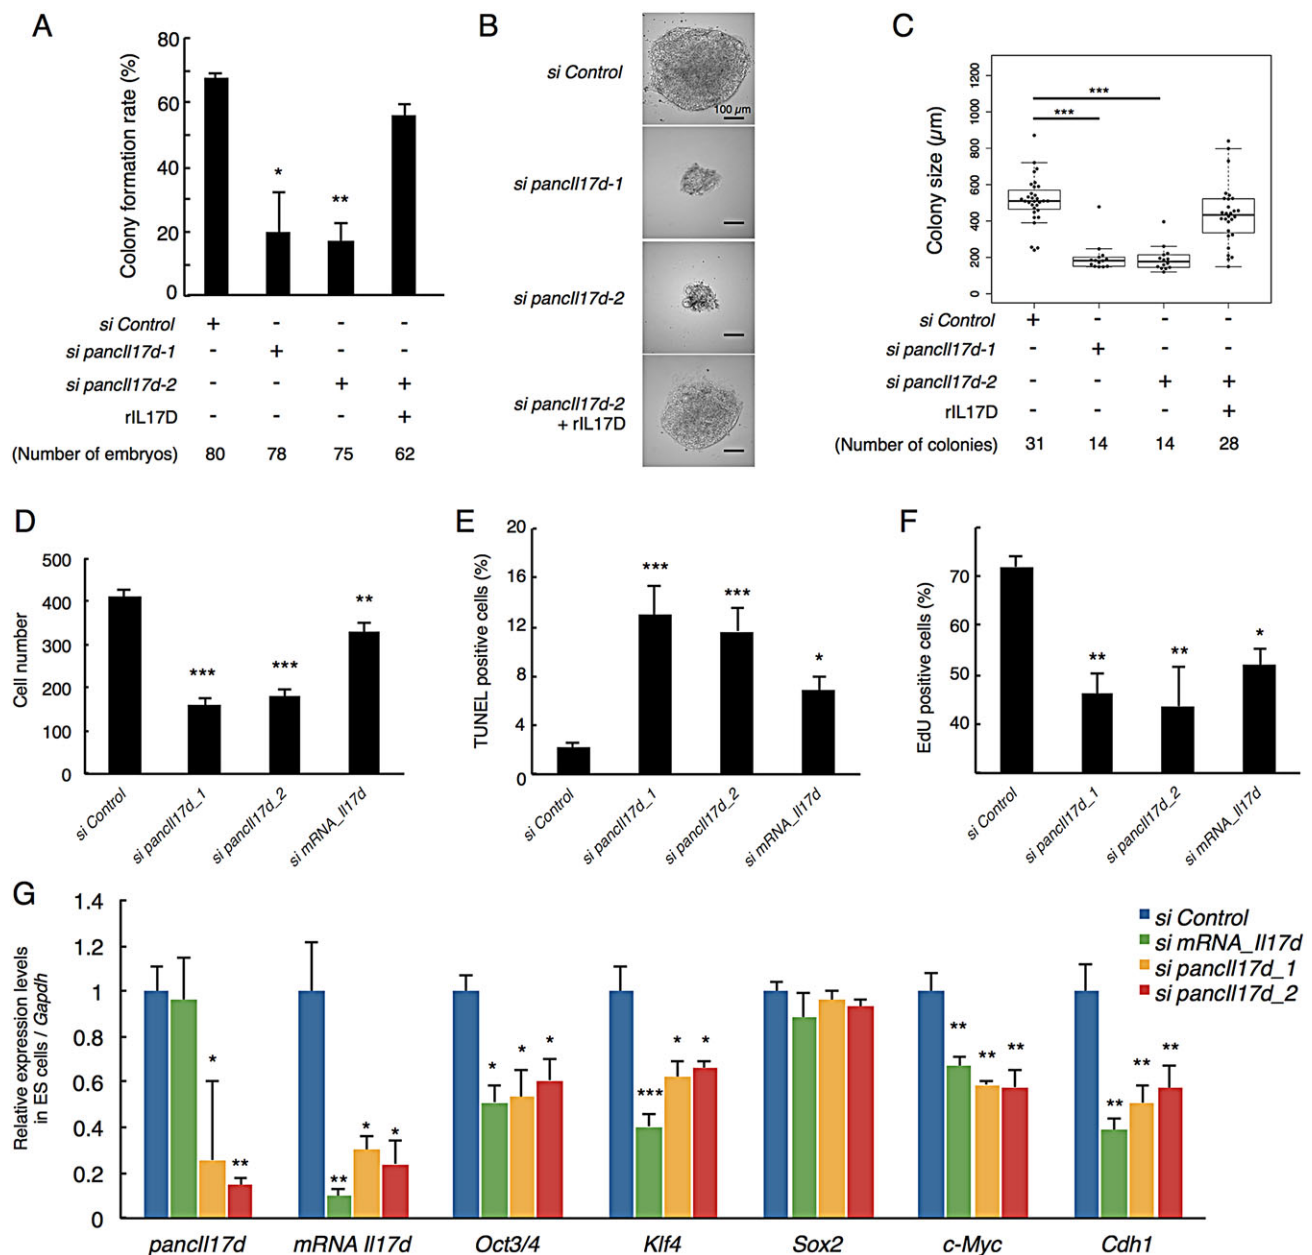 A
Colony formation rate (%)
80
60
40
20
0
*
**
si Control + - - -
si pancIl17d-1 - + - -
si pancIl17d-2 - - + +
rIL17D - - - +
(Number of embryos) 80 78 75 62
B
si Control
100 µm
si pancIl17d-1
si pancIl17d-2
si pancIl17d-2
+ rIL17D
C
Colony size (µm)
1200
1000
800
600
400
200
0
***
***
si Control + - - -
si pancIl17d-1 - + - -
si pancIl17d-2 - - + +
rIL17D - - - +
(Number of colonies) 31 14 14 28
D
Cell number
500
400
300
200
100
0
*** *** **
si Control
si pancIl17d_1
si pancIl17d_2
si mRNA_Il17d
E
TUNEL positive cells (%)
20
16
12
8
4
0
*** *** *
si Control
si pancIl17d_1
si pancIl17d_2
si mRNA_Il17d
F
EdU positive cells (%)
70
60
50
40
** ** *
si Control
si pancIl17d_1
si pancIl17d_2
si mRNA_Il17d
G
Relative expression levels
in ES cells / Gapdh
1.4
1.2
1
0.8
0.6
0.4
0.2
0
* **
** * *
* * *
*** * *
** ** **
** ** **
si Control
si mRNA_Il17d
si pancIl17d_1
si pancIl17d_2
pancIl17d mRNA Il17d Oct3/4 Klf4 Sox2 c-Myc Cdh1